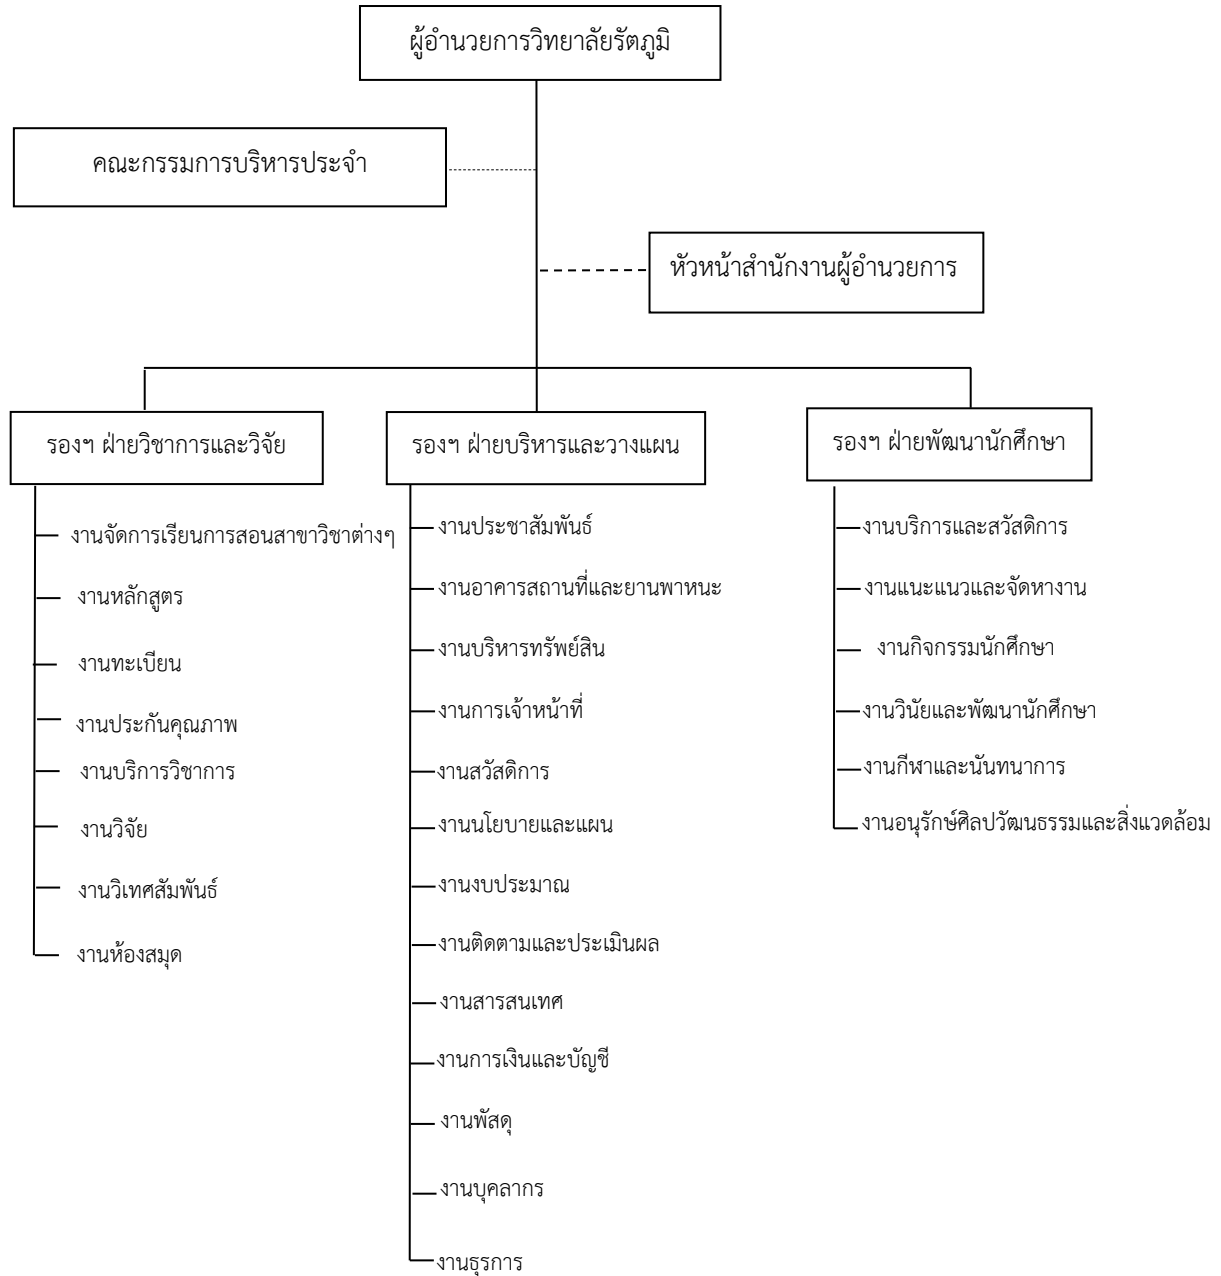 ผู้อำนวยการวิทยาลัยรัตภูมิ
คณะกรรมการบริหารประจำ
หัวหน้าสำนักงานผู้อำนวยการ
รองฯ ฝ่ายวิชาการและวิจัย
งานจัดการเรียนการสอนสาขาวิชาต่างๆ
งานหลักสูตร
งานทะเบียน
งานประกันคุณภาพ
งานบริการวิชาการ
งานวิจัย
งานวิเทศสัมพันธ์
งานห้องสมุด
รองฯ ฝ่ายบริหารและวางแผน
งานประชาสัมพันธ์
งานอาคารสถานที่และยานพาหนะ
งานบริหารทรัพย์สิน
งานการเจ้าหน้าที่
งานสวัสดิการ
งานนโยบายและแผน
งานงบประมาณ
งานติดตามและประเมินผล
งานสารสนเทศ
งานการเงินและบัญชี
งานพัสดุ
งานบุคลากร
งานธุรการ
รองฯ ฝ่ายพัฒนานักศึกษา
งานบริการและสวัสดิการ
งานแนะแนวและจัดหางาน
งานกิจกรรมนักศึกษา
งานวินัยและพัฒนานักศึกษา
งานกีฬาและนันทนาการ
งานอนุรักษ์ศิลปวัฒนธรรมและสิ่งแวดล้อม